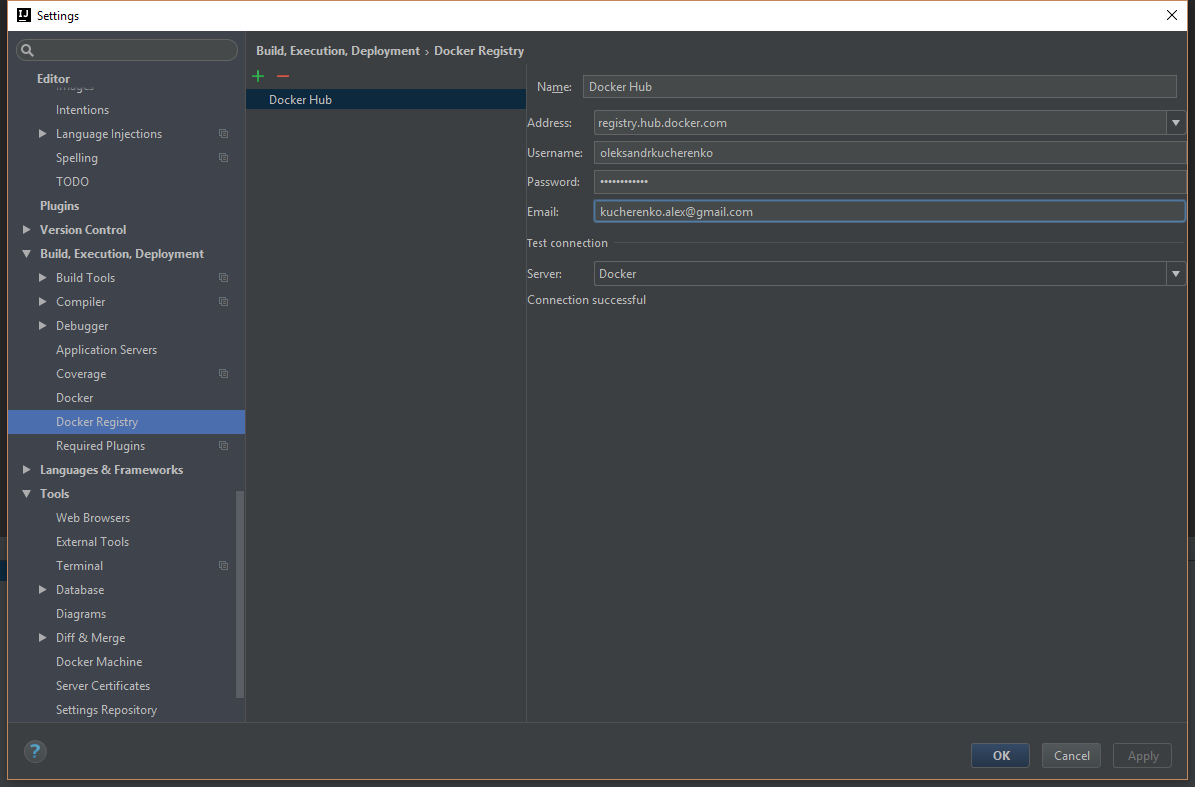 IJ Settings
Editor
Images
Intentions
Language Injections
Spelling
TODO
Plugins
Version Control
Build, Execution, Deployment
Build Tools
Compiler
Debugger
Application Servers
Coverage
Docker
Docker Registry
Required Plugins
Languages & Frameworks
Tools
Web Browsers
External Tools
Terminal
Database
Diagrams
Diff & Merge
Docker Machine
Server Certificates
Settings Repository
Build, Execution, Deployment › Docker Registry
Docker Hub
Name: Docker Hub
Address: registry.hub.docker.com
Username: oleksandrkucherenko
Password: ••••••••••••
Email: kucherenko.alex@gmail.com
Test connection
Server: Docker
Connection successful
?
OK Cancel Apply